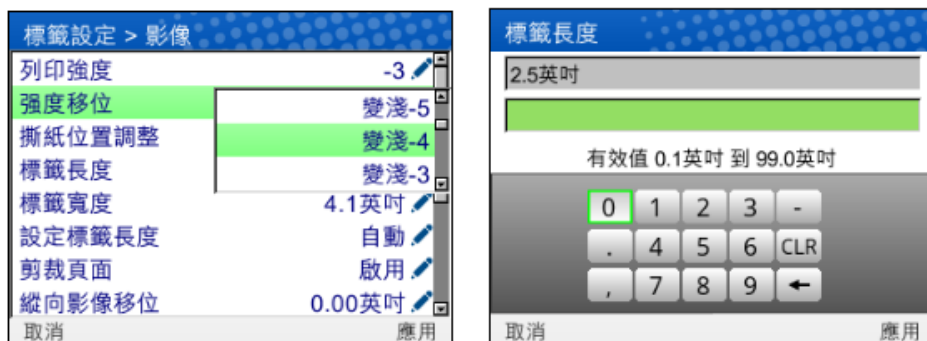 標籤設定 > 影像
列印強度 -3
强度移位
變淺-5
撕紙位置調整 變淺-4
標籤長度 變淺-3
標籤寬度 4.1英吋
設定標籤長度 自動
剪裁頁面 啟用
縱向影像移位 0.00英吋
取消 應用
標籤長度
2.5英吋
有效值 0.1英吋 到 99.0英吋
0 1 2 3 -
. 4 5 6 CLR
, 7 8 9 ←
取消 應用